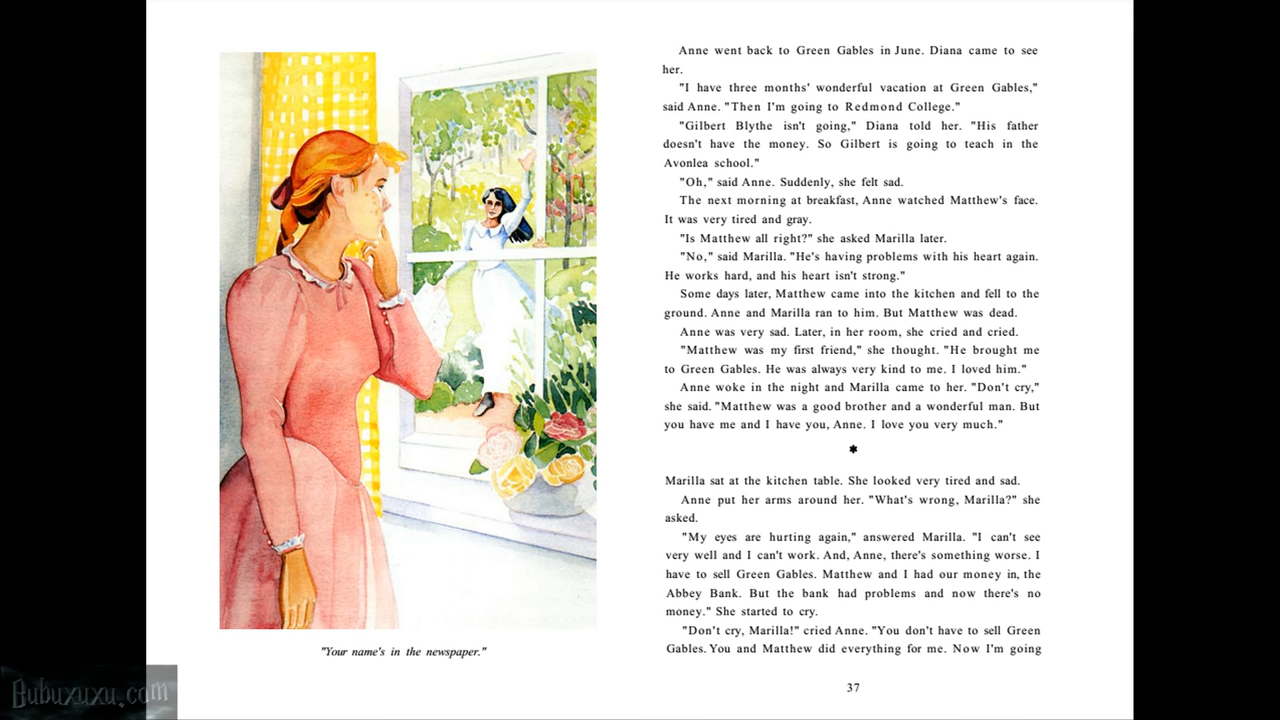 Anne went back to Green Gables in June. Diana came to see
her.
"I have three months' wonderful vacation at Green Gables,"
said Anne. "Then I'm going to Redmond College."
"Gilbert Blythe isn't going," Diana told her. "His father
doesn't have the money. So Gilbert is going to teach in the
Avonlea school."
"Oh," said Anne. Suddenly, she felt sad.
The next morning at breakfast, Anne watched Matthew's face.
It was very tired and gray.
"Is Matthew all right?" she asked Marilla later.
"No," said Marilla. "He's having problems with his heart again.
He works hard, and his heart isn't strong."
Some days later, Matthew came into the kitchen and fell to the
ground. Anne and Marilla ran to him. But Matthew was dead.
Anne was very sad. Later, in her room, she cried and cried.
"Matthew was my first friend," she thought. "He brought me
to Green Gables. He was always very kind to me. I loved him."
Anne woke in the night and Marilla came to her. "Don't cry,"
she said. "Matthew was a good brother and a wonderful man. But
you have me and I have you, Anne. I love you very much."
*
Marilla sat at the kitchen table. She looked very tired and sad.
Anne put her arms around her. "What's wrong, Marilla?" she
asked.
"My eyes are hurting again," answered Marilla. "I can't see
very well and I can't work. And, Anne, there's something worse. I
have to sell Green Gables. Matthew and I had our money in, the
Abbey Bank. But the bank had problems and now there's no
money." She started to cry.
"Don't cry, Marilla!" cried Anne. "You don't have to sell Green
Gables. You and Matthew did everything for me. Now I'm going
"Your name's in the newspaper."
37
Bubuxuxu.com